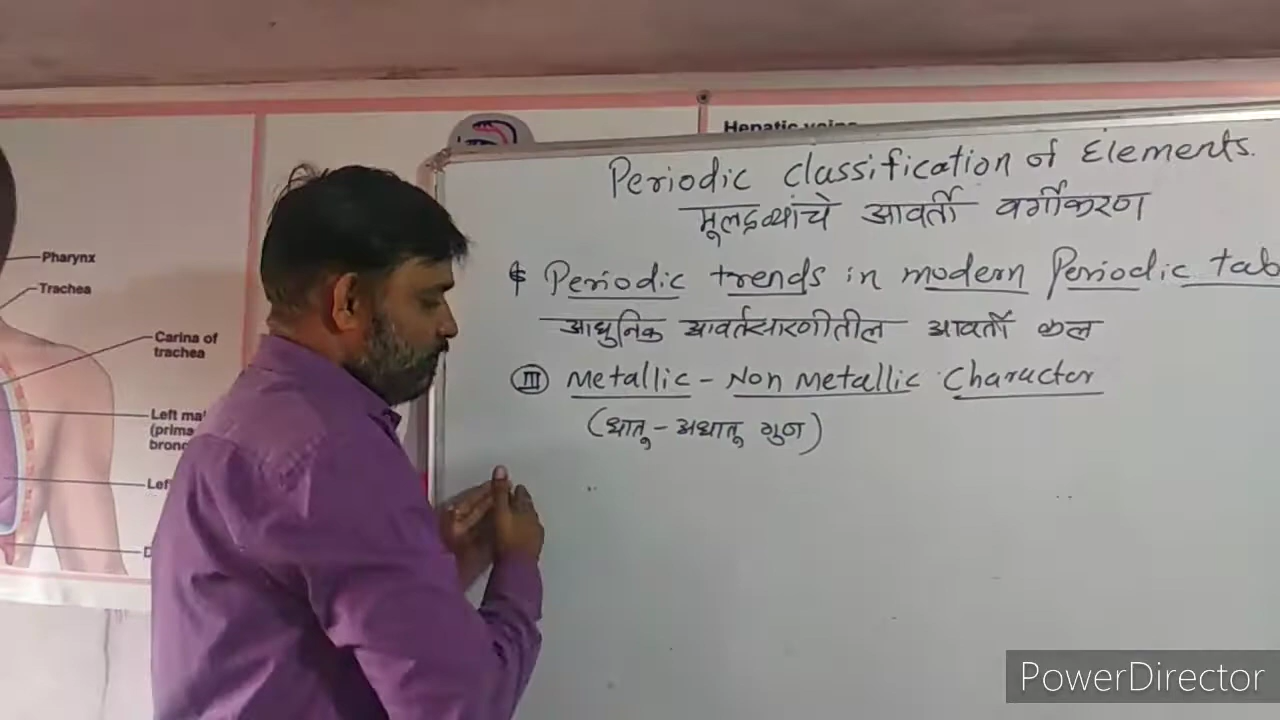 Pharynx
Trachea
Carina of
trachea
Left
(prima
bronc
Hepatic veins
Periodic classification of Elements.
मूलद्रव्यांचे आवर्ती वर्गीकरण
Periodic trends in modern Periodic tab
आधुनिक आवर्तसारणीतील आवर्ती कल
III Metallic - Non Metallic Character
(धातू - अधातू गुण)
PowerDirector